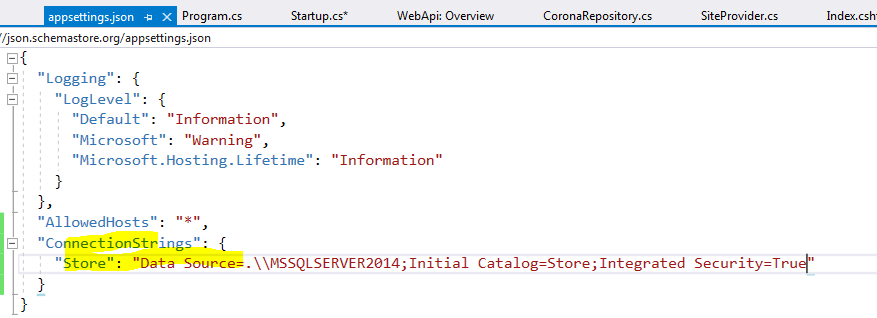 appsettings.json Program.cs Startup.cs* WebApi: Overview CoronaRepository.cs SiteProvider.cs Index.csh
//json.schemastore.org/appsettings.json
{
"Logging": {
"LogLevel": {
"Default": "Information",
"Microsoft": "Warning",
"Microsoft.Hosting.Lifetime": "Information"
}
},
"AllowedHosts": "*",
"ConnectionStrings": {
"Store": "Data Source=.\\MSSQLSERVER2014;Initial Catalog=Store;Integrated Security=True"
}
}